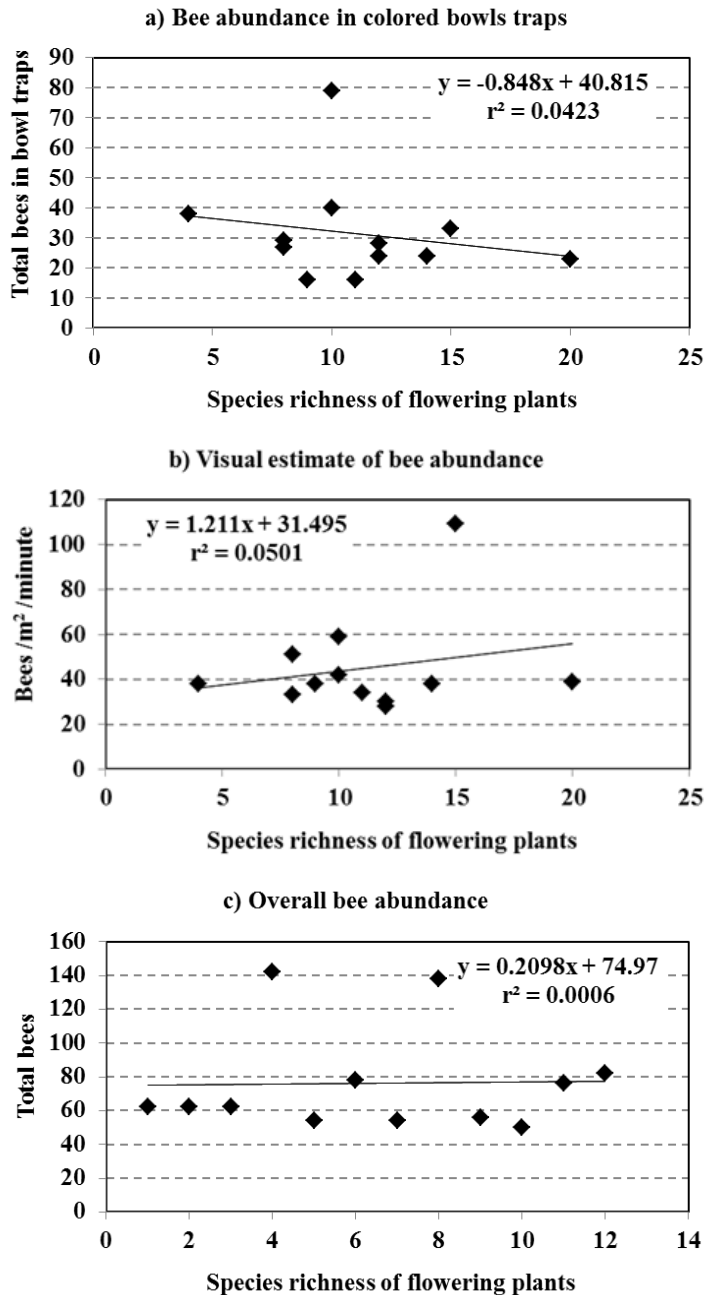 a) Bee abundance in colored bowls traps
y = -0.848x + 40.815
r² = 0.0423
Total bees in bowl traps
90
80
70
60
50
40
30
20
10
0
0 5 10 15 20 25
Species richness of flowering plants
b) Visual estimate of bee abundance
y = 1.211x + 31.495
r² = 0.0501
Bees /m² /minute
120
100
80
60
40
20
0
0 5 10 15 20 25
Species richness of flowering plants
c) Overall bee abundance
y = 0.2098x + 74.97
r² = 0.0006
Total bees
160
140
120
100
80
60
40
20
0
0 2 4 6 8 10 12 14
Species richness of flowering plants